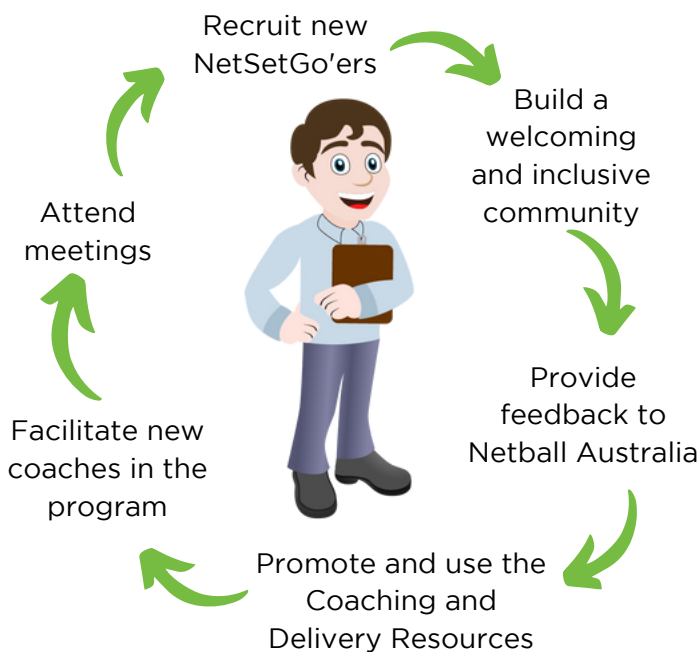 Recruit new
NetSetGo'ers
Build a
welcoming
and inclusive
community
Provide
feedback to
Netball Australia
Promote and use the
Coaching and
Delivery Resources
Facilitate new
coaches in the
program
Attend
meetings